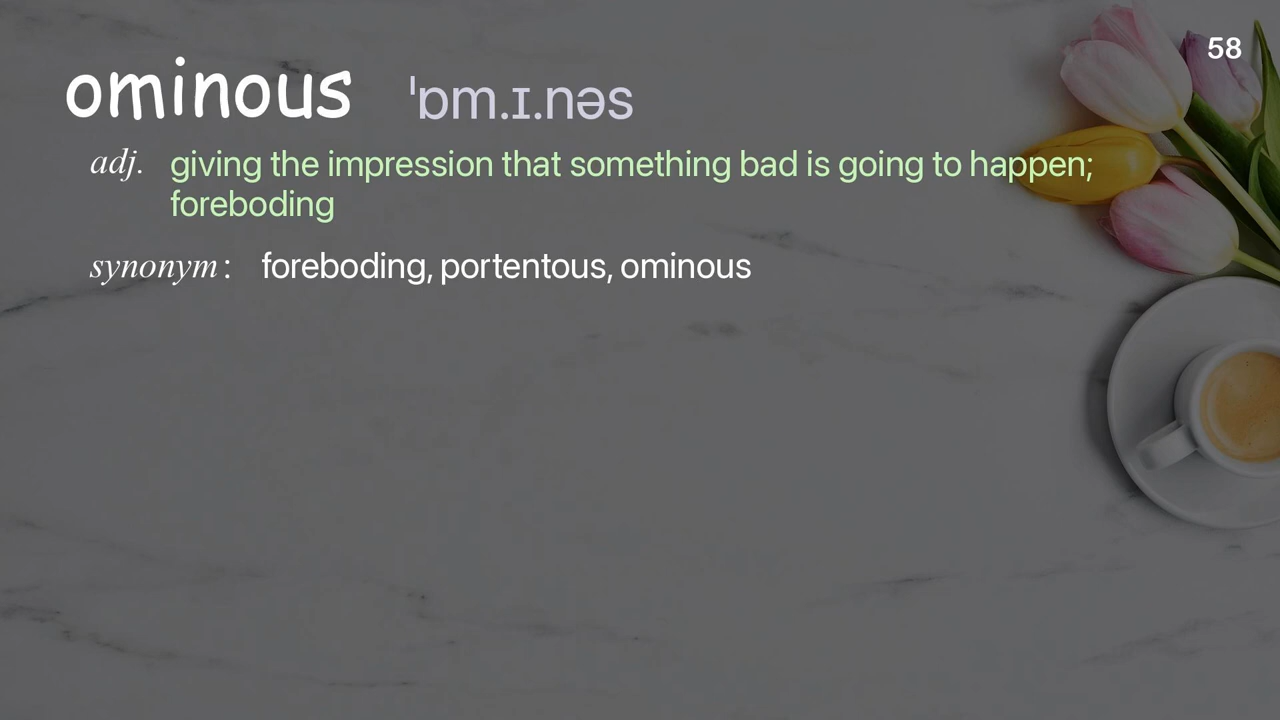 58
ominous ˈɒm.ɪ.nəs
adj. giving the impression that something bad is going to happen;
foreboding
synonym : foreboding, portentous, ominous